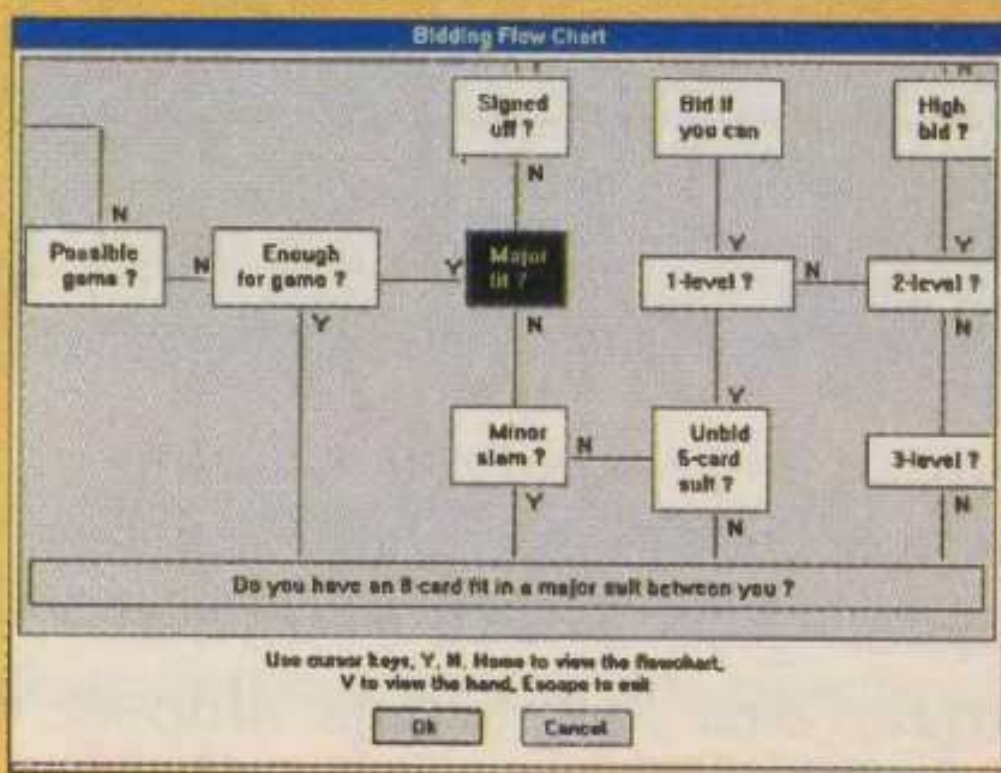 Bidding Flow Chart
Signed
off ?
Bid if
you can
High
bid ?
N
N
Y
Y
Possible
game ?
N
Enough
for game ?
Y
Major
fit ?
1-level ?
N
2-level ?
Y
N
N
Y
Minor
slam ?
N
Unbid
5-card
suit ?
3-level ?
Y
N
N
Do you have an 8-card fit in a major suit between you ?
Use cursor keys, Y, N, Home to view the flowchart,
V to view the hand, Escape to exit
Ok
Cancel